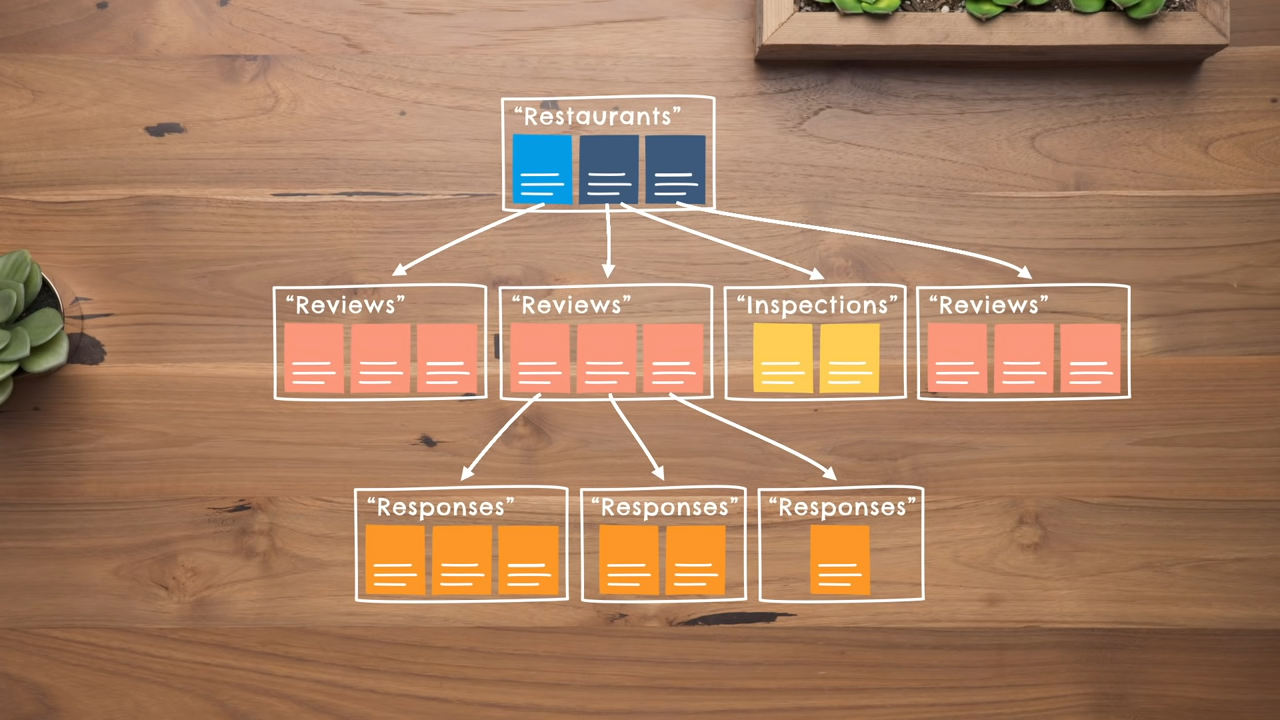 “Restaurants”
“Reviews”
“Reviews”
“Inspections”
“Reviews”
“Responses”
“Responses”
“Responses”